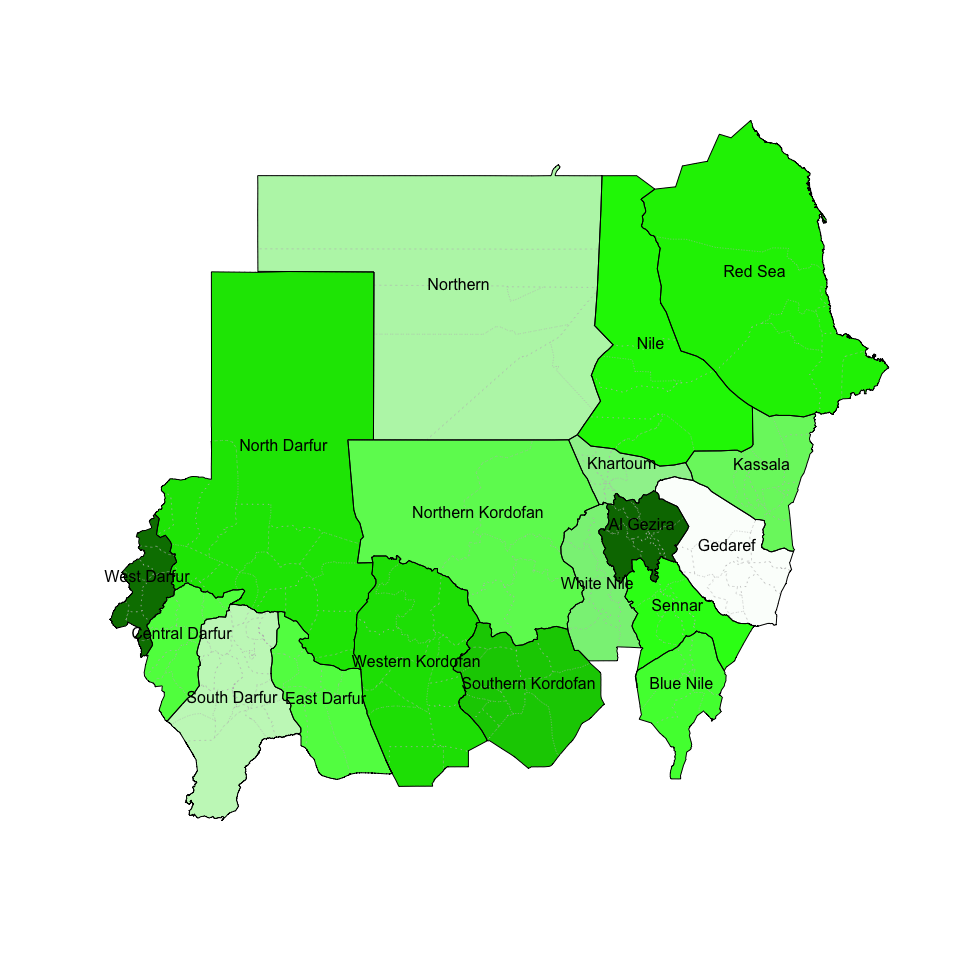 Red Sea
Northern
Nile
North Darfur
Khartoum
Kassala
Northern Kordofan
Al Gezira
Gedaref
West Darfur
White Nile
Sennar
Central Darfur
Western Kordofan
Southern Kordofan
Blue Nile
South Darfur
East Darfur